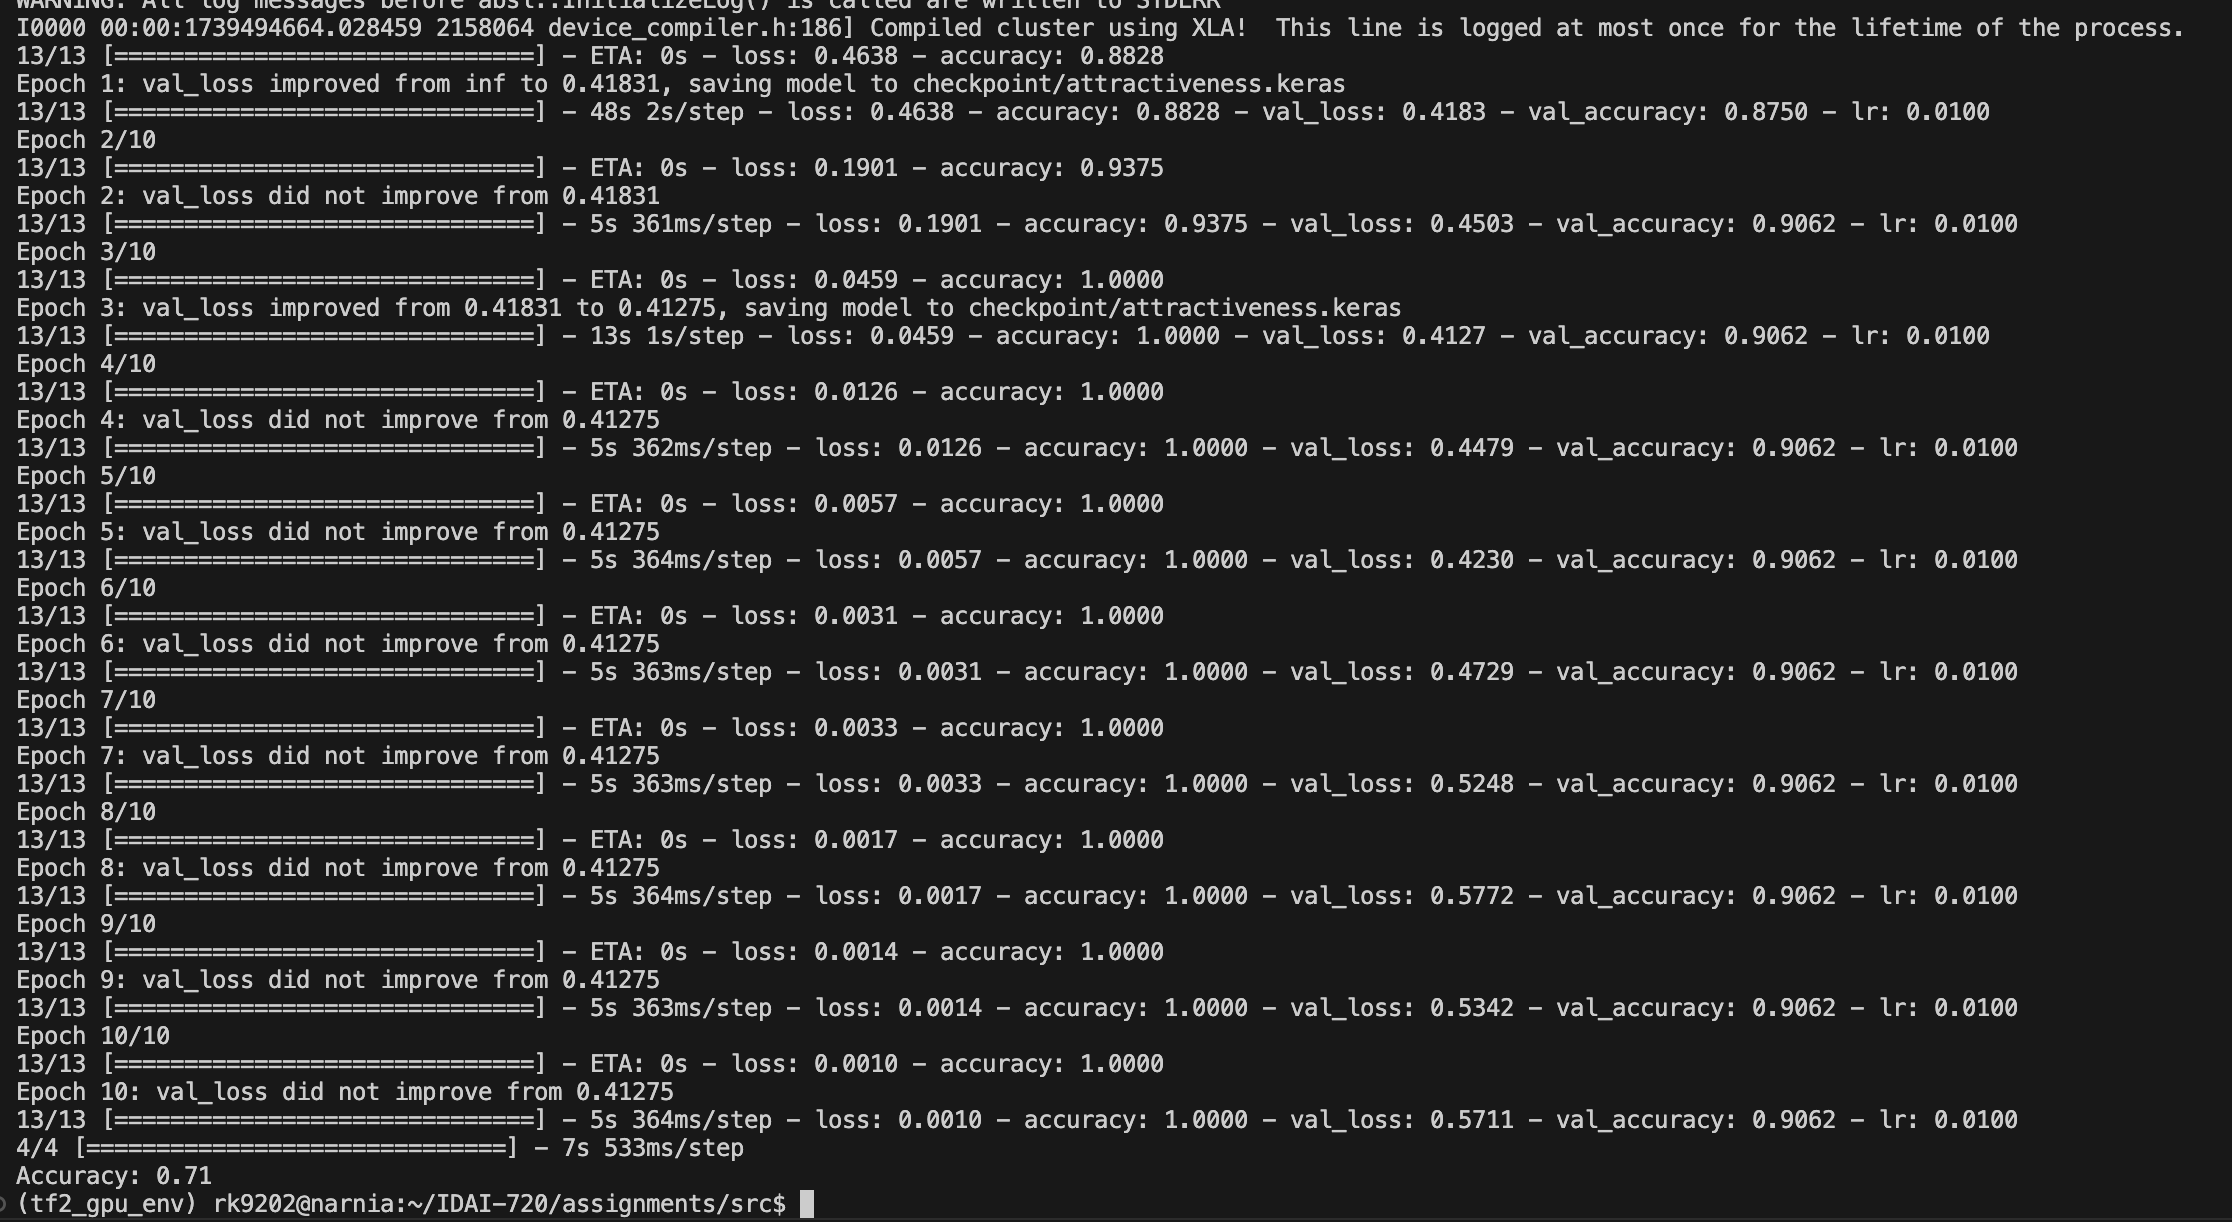 WARNING: All log messages before absl::InitializeLog() is called are written to STDERR
I0000 00:00:1739494664.028459 2158064 device_compiler.h:186] Compiled cluster using XLA!  This line is logged at most once for the lifetime of the process.
13/13 [==============================] - ETA: 0s - loss: 0.4638 - accuracy: 0.8828
Epoch 1: val_loss improved from inf to 0.41831, saving model to checkpoint/attractiveness.keras
13/13 [==============================] - 48s 2s/step - loss: 0.4638 - accuracy: 0.8828 - val_loss: 0.4183 - val_accuracy: 0.8750 - lr: 0.0100
Epoch 2/10
13/13 [==============================] - ETA: 0s - loss: 0.1901 - accuracy: 0.9375
Epoch 2: val_loss did not improve from 0.41831
13/13 [==============================] - 5s 361ms/step - loss: 0.1901 - accuracy: 0.9375 - val_loss: 0.4503 - val_accuracy: 0.9062 - lr: 0.0100
Epoch 3/10
13/13 [==============================] - ETA: 0s - loss: 0.0459 - accuracy: 1.0000
Epoch 3: val_loss improved from 0.41831 to 0.41275, saving model to checkpoint/attractiveness.keras
13/13 [==============================] - 13s 1s/step - loss: 0.0459 - accuracy: 1.0000 - val_loss: 0.4127 - val_accuracy: 0.9062 - lr: 0.0100
Epoch 4/10
13/13 [==============================] - ETA: 0s - loss: 0.0126 - accuracy: 1.0000
Epoch 4: val_loss did not improve from 0.41275
13/13 [==============================] - 5s 362ms/step - loss: 0.0126 - accuracy: 1.0000 - val_loss: 0.4479 - val_accuracy: 0.9062 - lr: 0.0100
Epoch 5/10
13/13 [==============================] - ETA: 0s - loss: 0.0057 - accuracy: 1.0000
Epoch 5: val_loss did not improve from 0.41275
13/13 [==============================] - 5s 364ms/step - loss: 0.0057 - accuracy: 1.0000 - val_loss: 0.4230 - val_accuracy: 0.9062 - lr: 0.0100
Epoch 6/10
13/13 [==============================] - ETA: 0s - loss: 0.0031 - accuracy: 1.0000
Epoch 6: val_loss did not improve from 0.41275
13/13 [==============================] - 5s 363ms/step - loss: 0.0031 - accuracy: 1.0000 - val_loss: 0.4729 - val_accuracy: 0.9062 - lr: 0.0100
Epoch 7/10
13/13 [==============================] - ETA: 0s - loss: 0.0033 - accuracy: 1.0000
Epoch 7: val_loss did not improve from 0.41275
13/13 [==============================] - 5s 363ms/step - loss: 0.0033 - accuracy: 1.0000 - val_loss: 0.5248 - val_accuracy: 0.9062 - lr: 0.0100
Epoch 8/10
13/13 [==============================] - ETA: 0s - loss: 0.0017 - accuracy: 1.0000
Epoch 8: val_loss did not improve from 0.41275
13/13 [==============================] - 5s 364ms/step - loss: 0.0017 - accuracy: 1.0000 - val_loss: 0.5772 - val_accuracy: 0.9062 - lr: 0.0100
Epoch 9/10
13/13 [==============================] - ETA: 0s - loss: 0.0014 - accuracy: 1.0000
Epoch 9: val_loss did not improve from 0.41275
13/13 [==============================] - 5s 363ms/step - loss: 0.0014 - accuracy: 1.0000 - val_loss: 0.5342 - val_accuracy: 0.9062 - lr: 0.0100
Epoch 10/10
13/13 [==============================] - ETA: 0s - loss: 0.0010 - accuracy: 1.0000
Epoch 10: val_loss did not improve from 0.41275
13/13 [==============================] - 5s 364ms/step - loss: 0.0010 - accuracy: 1.0000 - val_loss: 0.5711 - val_accuracy: 0.9062 - lr: 0.0100
4/4 [==============================] - 7s 533ms/step
Accuracy: 0.71
(tf2_gpu_env) rk9202@narnia:~/IDAI-720/assignments/src$